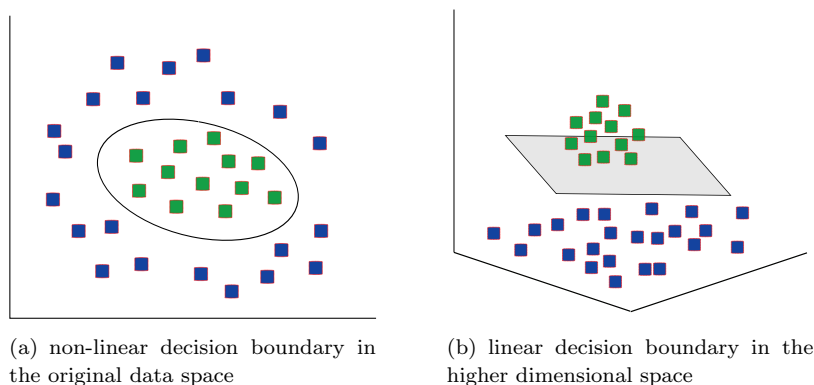 (a) non-linear decision boundary in
the original data space
(b) linear decision boundary in the
higher dimensional space